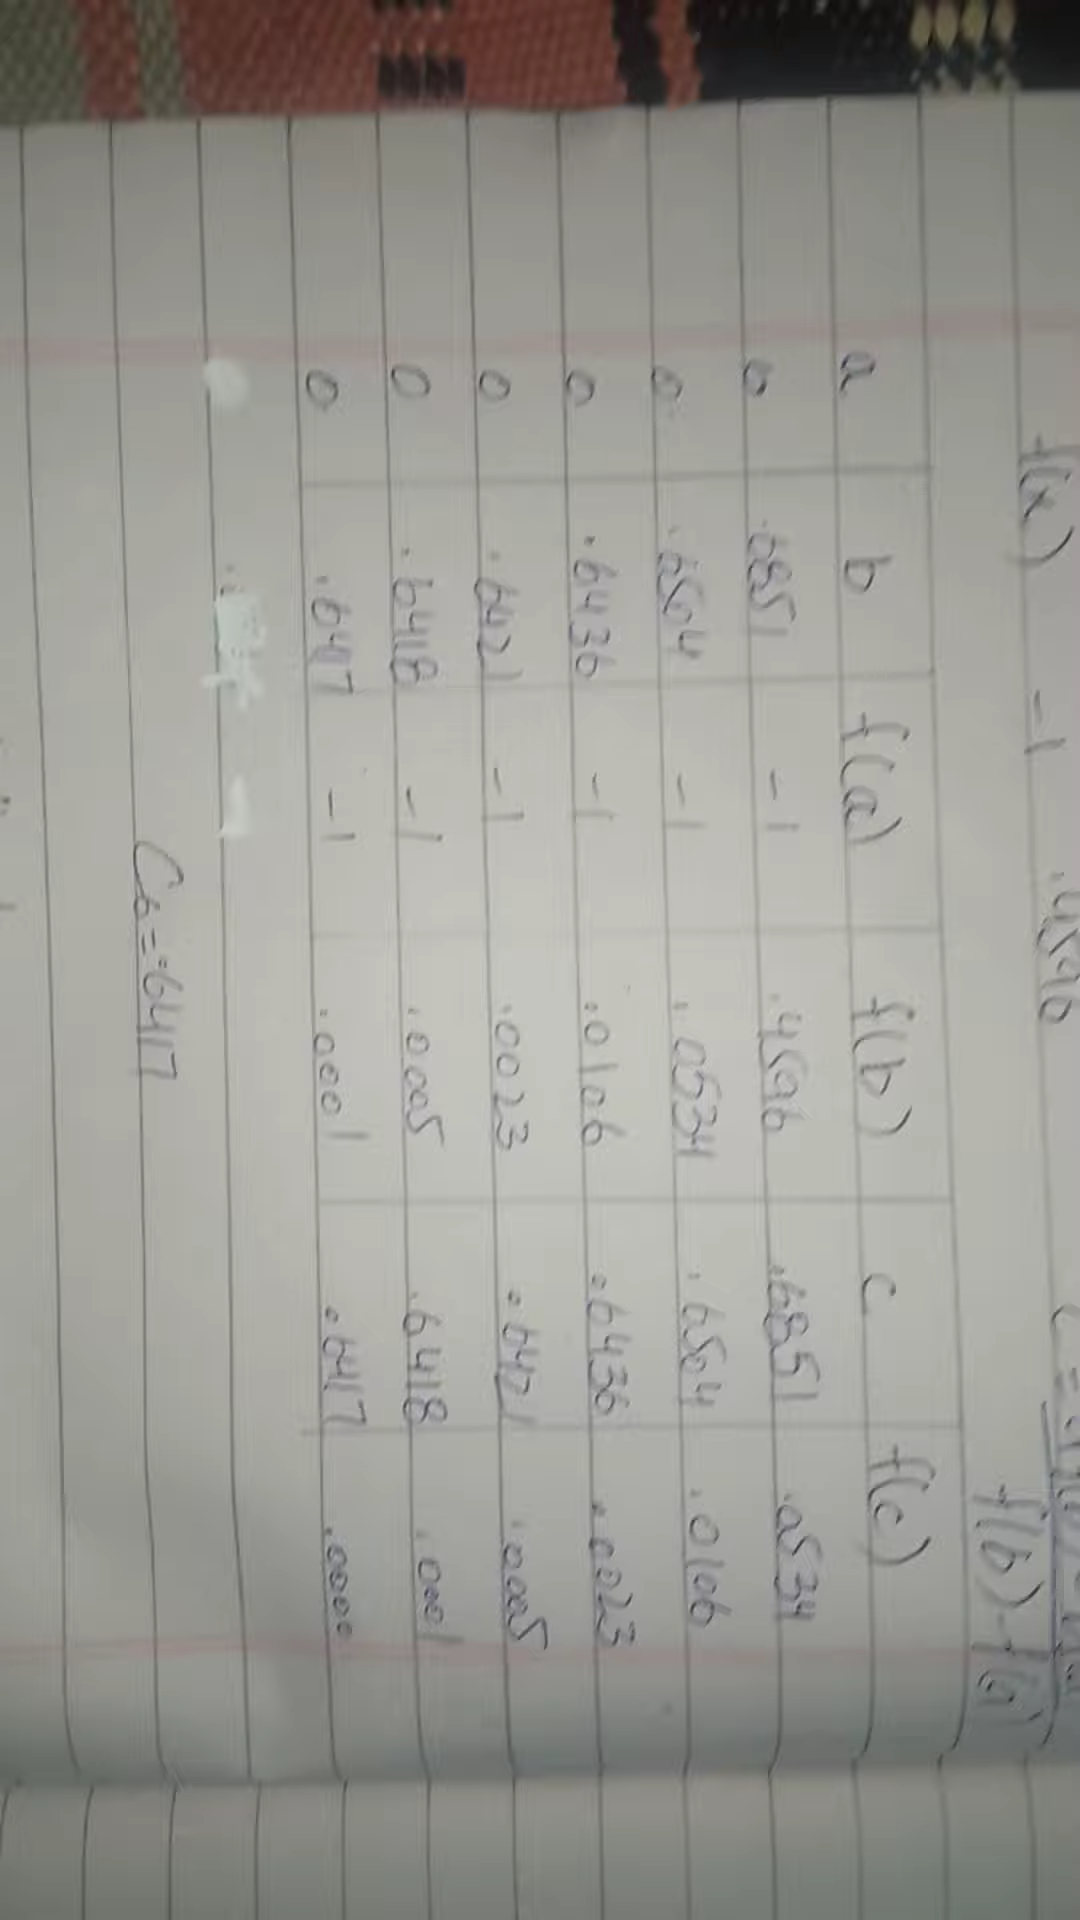 f(x) -1 .4596
f(b)-f(a)
a b f(a) f(b) c f(c)
0 .6851 -1 .4596 .6851 .0534
0 .6504 -1 .0534 .6504 .0106
0 .6436 -1 .0106 .6436 .0023
0 .6421 -1 .0023 .6421 .0005
0 .6418 -1 .0005 .6418 .0001
0 .6417 -1 .0001 .6417 .0000
C6=.6417